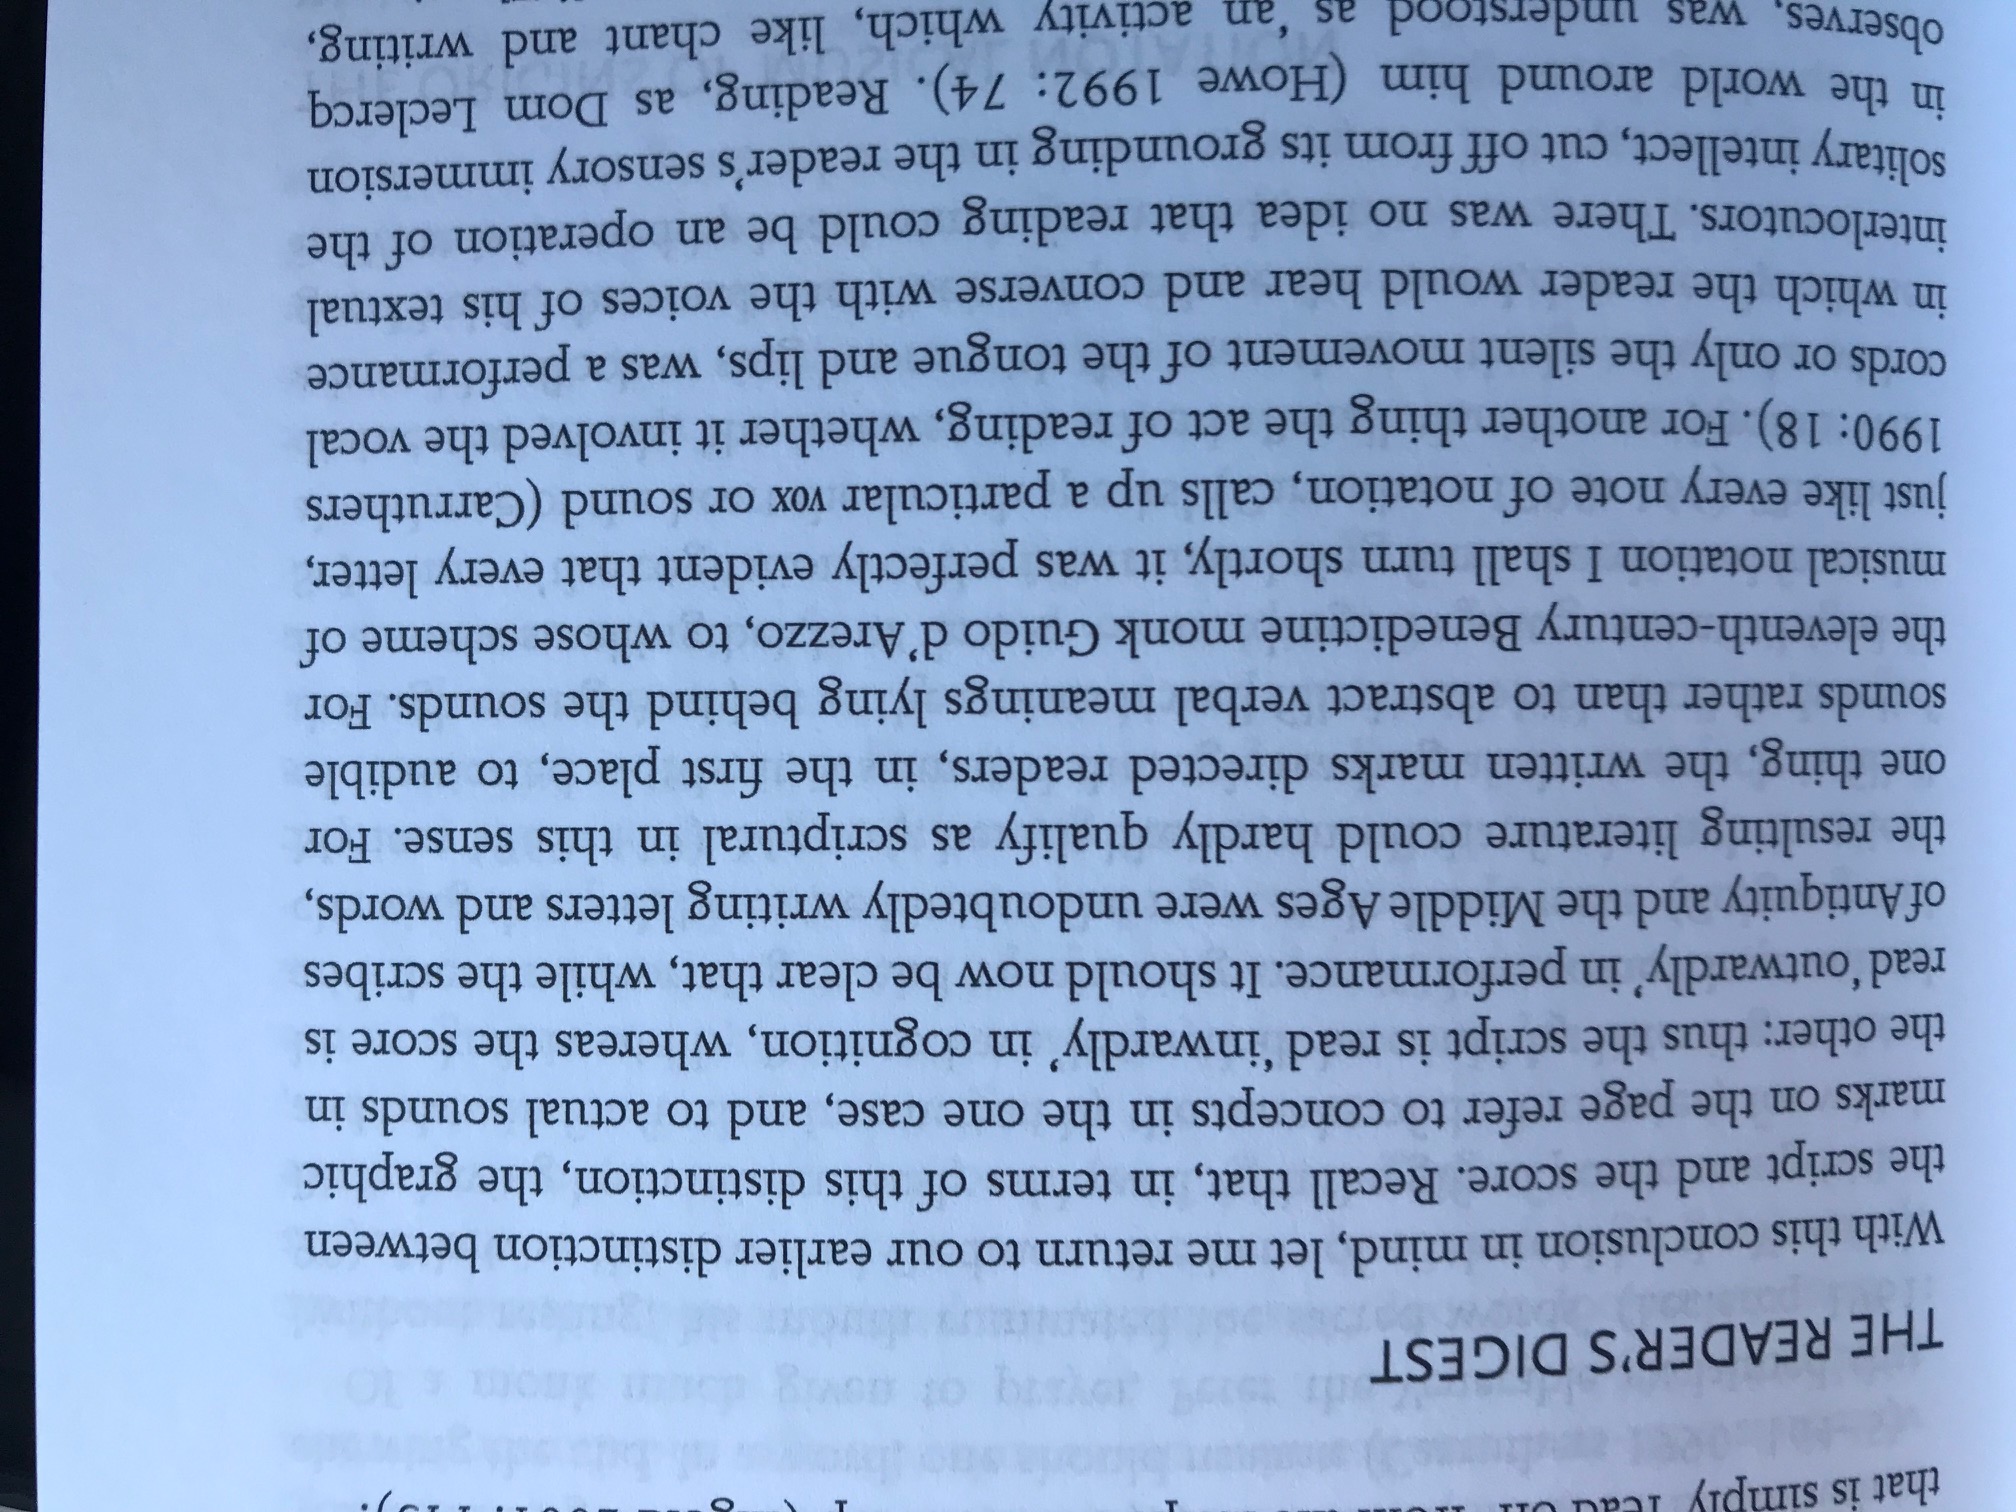 that is simply
THE READER'S DIGEST
With this conclusion in mind, let me return to our earlier distinction between
the script and the score. Recall that, in terms of this distinction, the graphic
marks on the page refer to concepts in the one case, and to actual sounds in
the other: thus the script is read ‘inwardly’ in cognition, whereas the score is
read ‘outwardly’ in performance. It should now be clear that, while the scribes
of Antiquity and the Middle Ages were undoubtedly writing letters and words,
the resulting literature could hardly qualify as scriptural in this sense. For
one thing, the written marks directed readers, in the first place, to audible
sounds rather than to abstract verbal meanings lying behind the sounds. For
the eleventh-century Benedictine monk Guido d’Arezzo, to whose scheme of
musical notation I shall turn shortly, it was perfectly evident that every letter,
just like every note of notation, calls up a particular vox or sound (Carruthers
1990: 18). For another thing the act of reading, whether it involved the vocal
cords or only the silent movement of the tongue and lips, was a performance
in which the reader would hear and converse with the voices of his textual
interlocutors. There was no idea that reading could be an operation of the
solitary intellect, cut off from its grounding in the reader’s sensory immersion
in the world around him (Howe 1992: 74). Reading, as Dom Leclercq
observes, was understood as ‘an activity which, like chant and writing,